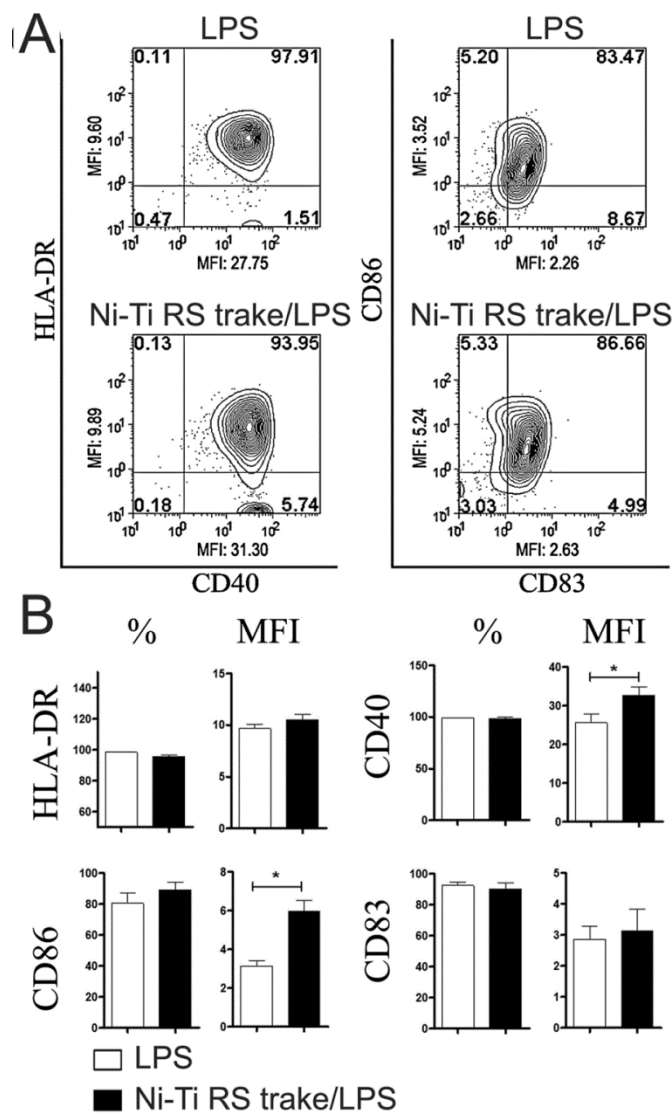 A
LPS
LPS
0.11 97.91
5.20 83.47
10² 10¹ 10⁰ 10¹
MFI: 9.60
0.47 1.51
10¹ 10⁰ 10¹ 10²
MFI: 27.75
10² 10¹ 10⁰ 10¹
MFI: 3.52
2.66 8.67
10¹ 10⁰ 10¹ 10²
MFI: 2.26
HLA-DR
CD86
Ni-Ti RS trake/LPS
Ni-Ti RS trake/LPS
0.13 93.95
5.33 86.66
10² 10¹ 10⁰ 10¹
MFI: 9.89
0.18 5.74
10¹ 10⁰ 10¹ 10²
MFI: 31.30
10² 10¹ 10⁰ 10¹
MFI: 5.24
3.03 4.99
10¹ 10⁰ 10¹ 10²
MFI: 2.63
CD40
CD83
B
% MFI
% MFI
HLA-DR
140 120 100 80 60
15 10 5 0
CD40
150 100 50 0
40 30 20 10 0
*
CD86
100 80 60 40 20 0
8 6 4 2 0
*
CD83
100 80 60 40 20 0
5 4 3 2 1 0
LPS
Ni-Ti RS trake/LPS